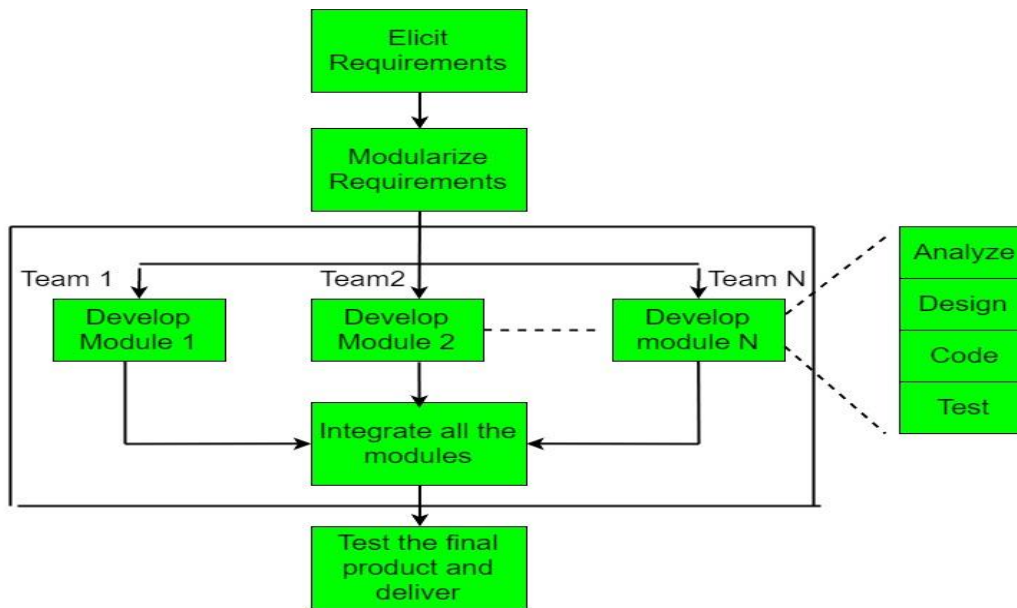 Elicit
Requirements
Modularize
Requirements
Team 1
Team2
Team N
Develop
Module 1
Develop
Module 2
Develop
module N
Analyze
Design
Code
Test
Integrate all the
modules
Test the final
product and
deliver